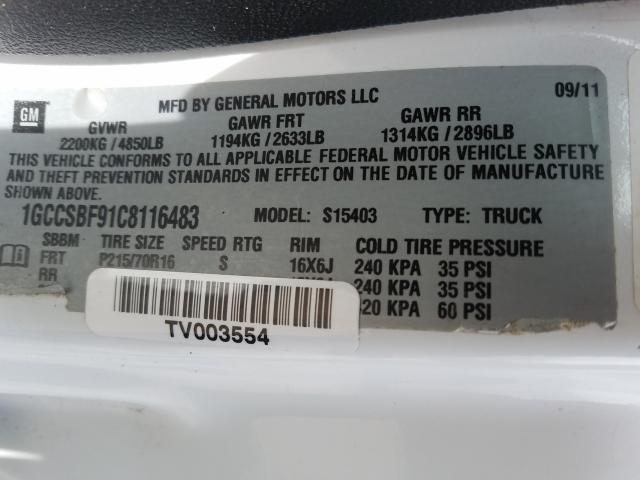 09/11
MFD BY GENERAL MOTORS LLC
GM
GVWR GAWR FRT GAWR RR
2200KG / 4850LB 1194KG / 2633LB 1314KG / 2896LB
THIS VEHICLE CONFORMS TO ALL APPLICABLE FEDERAL MOTOR VEHICLE SAFETY
AND THEFT PREVENTION STANDARDS IN EFFECT ON THE DATE OF MANUFACTURE
SHOWN ABOVE.
1GCCSBF91C8116483 MODEL: S15403 TYPE: TRUCK
SBBM TIRE SIZE SPEED RTG RIM COLD TIRE PRESSURE
FRT P215/70R16 S 16X6J 240 KPA 35 PSI
RR 240 KPA 35 PSI
20 KPA 60 PSI
TV003554